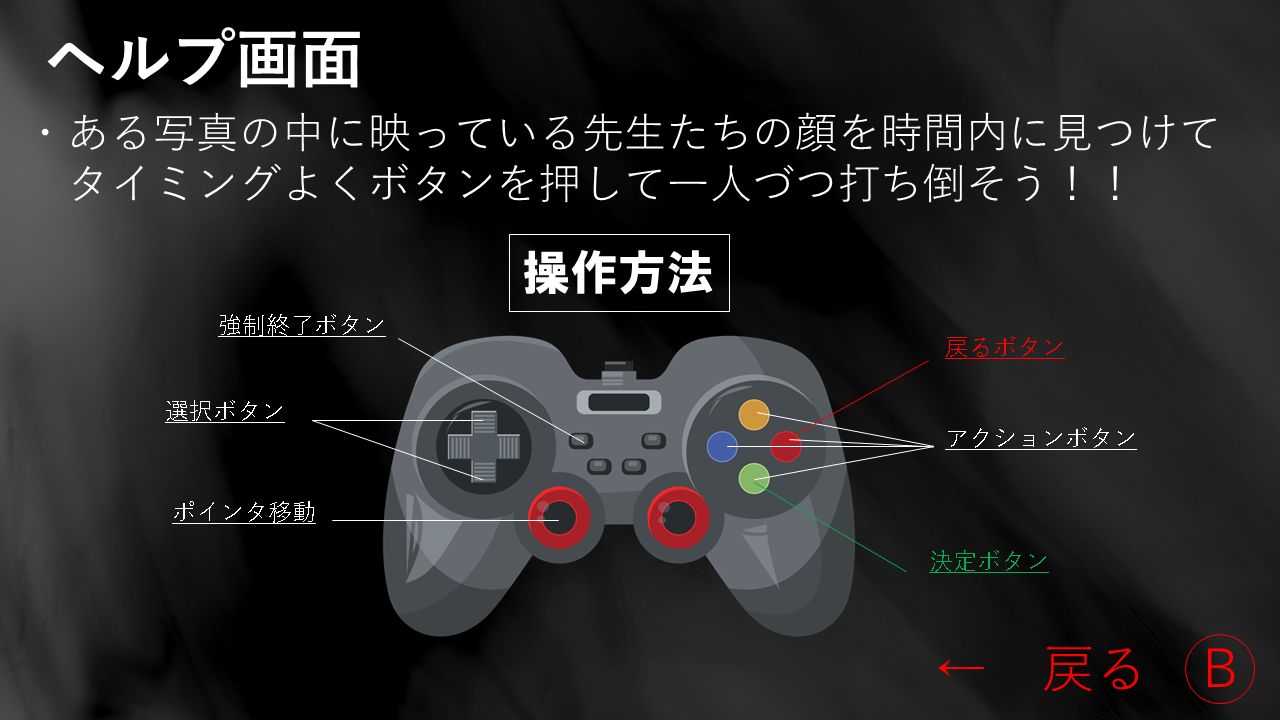 ヘルプ画面
・ある写真の中に映っている先生たちの顔を時間内に見つけて
タイミングよくボタンを押して一人づつ打ち倒そう！！
操作方法
強制終了ボタン
戻るボタン
選択ボタン
アクションボタン
ポインタ移動
決定ボタン
← 戻る Ⓑ